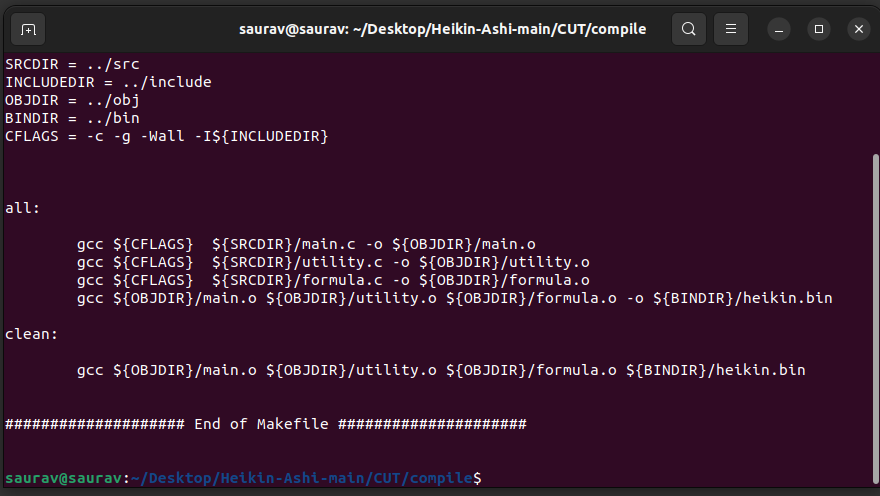 saurav@saurav: ~/Desktop/Heikin-Ashi-main/CUT/compile
SRCDIR = ../src
INCLUDEDIR = ../include
OBJDIR = ../obj
BINDIR = ../bin
CFLAGS = -c -g -Wall -I${INCLUDEDIR}
all:
gcc ${CFLAGS}  ${SRCDIR}/main.c -o ${OBJDIR}/main.o
gcc ${CFLAGS}  ${SRCDIR}/utility.c -o ${OBJDIR}/utility.o
gcc ${CFLAGS}  ${SRCDIR}/formula.c -o ${OBJDIR}/formula.o
gcc ${OBJDIR}/main.o ${OBJDIR}/utility.o ${OBJDIR}/formula.o -o ${BINDIR}/heikin.bin
clean:
gcc ${OBJDIR}/main.o ${OBJDIR}/utility.o ${OBJDIR}/formula.o ${BINDIR}/heikin.bin
#################### End of Makefile #####################
saurav@saurav:~/Desktop/Heikin-Ashi-main/CUT/compile$